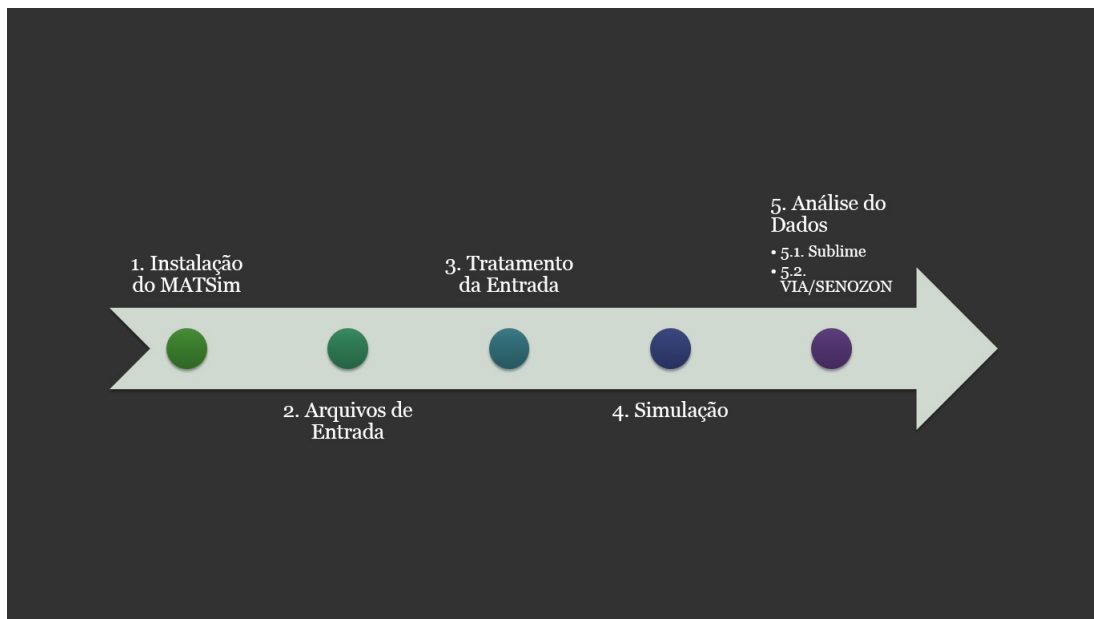 1. Instalação
do MATSim
2. Arquivos de
Entrada
3. Tratamento
da Entrada
4. Simulação
5. Análise do
Dados
• 5.1. Sublime
• 5.2.
VIA/SENOZON